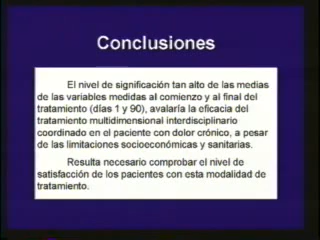 Conclusiones
El nivel de significación tan alto de las medias
de las variables medidas al comienzo y al final del
tratamiento (días 1 y 90), avalaría la eficacia del
tratamiento multidimensional interdisciplinario
coordinado en el paciente con dolor crónico, a pesar
de las limitaciones socioeconómicas y sanitarias.
Resulta necesario comprobar el nivel de
satisfacción de los pacientes con esta modalidad de
tratamiento.